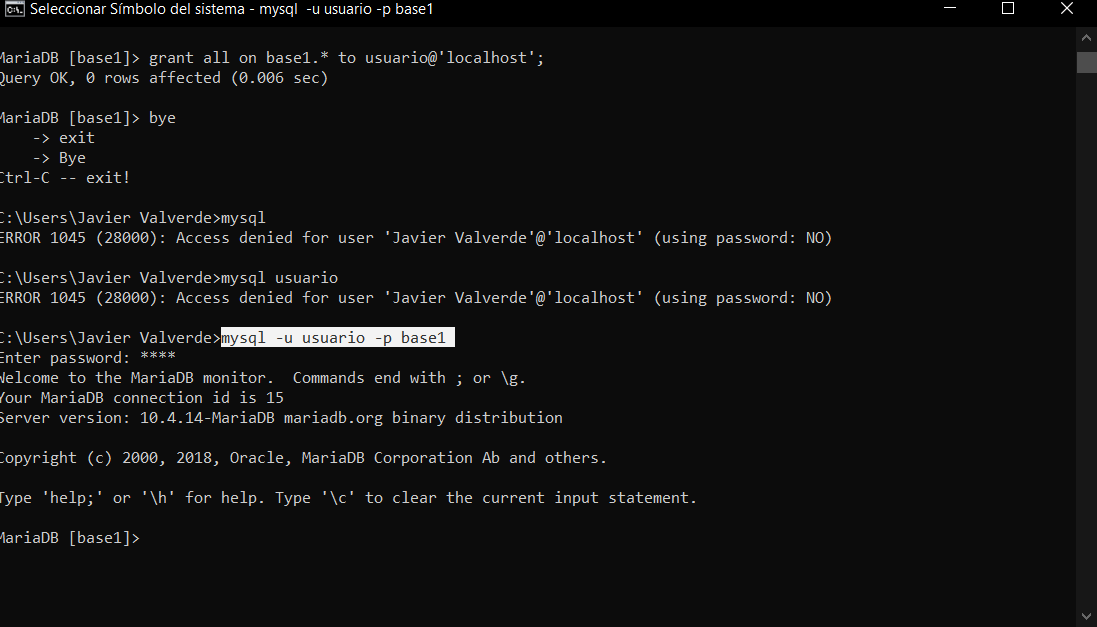 Seleccionar Símbolo del sistema - mysql  -u usuario -p base1
MariaDB [base1]> grant all on base1.* to usuario@'localhost';
Query OK, 0 rows affected (0.006 sec)
MariaDB [base1]> bye
    -> exit
    -> Bye
Ctrl-C -- exit!
C:\Users\Javier Valverde>mysql
ERROR 1045 (28000): Access denied for user 'Javier Valverde'@'localhost' (using password: NO)
C:\Users\Javier Valverde>mysql usuario
ERROR 1045 (28000): Access denied for user 'Javier Valverde'@'localhost' (using password: NO)
C:\Users\Javier Valverde>mysql -u usuario -p base1
Enter password: ****
Welcome to the MariaDB monitor.  Commands end with ; or \g.
Your MariaDB connection id is 15
Server version: 10.4.14-MariaDB mariadb.org binary distribution
Copyright (c) 2000, 2018, Oracle, MariaDB Corporation Ab and others.
Type 'help;' or '\h' for help. Type '\c' to clear the current input statement.
MariaDB [base1]>